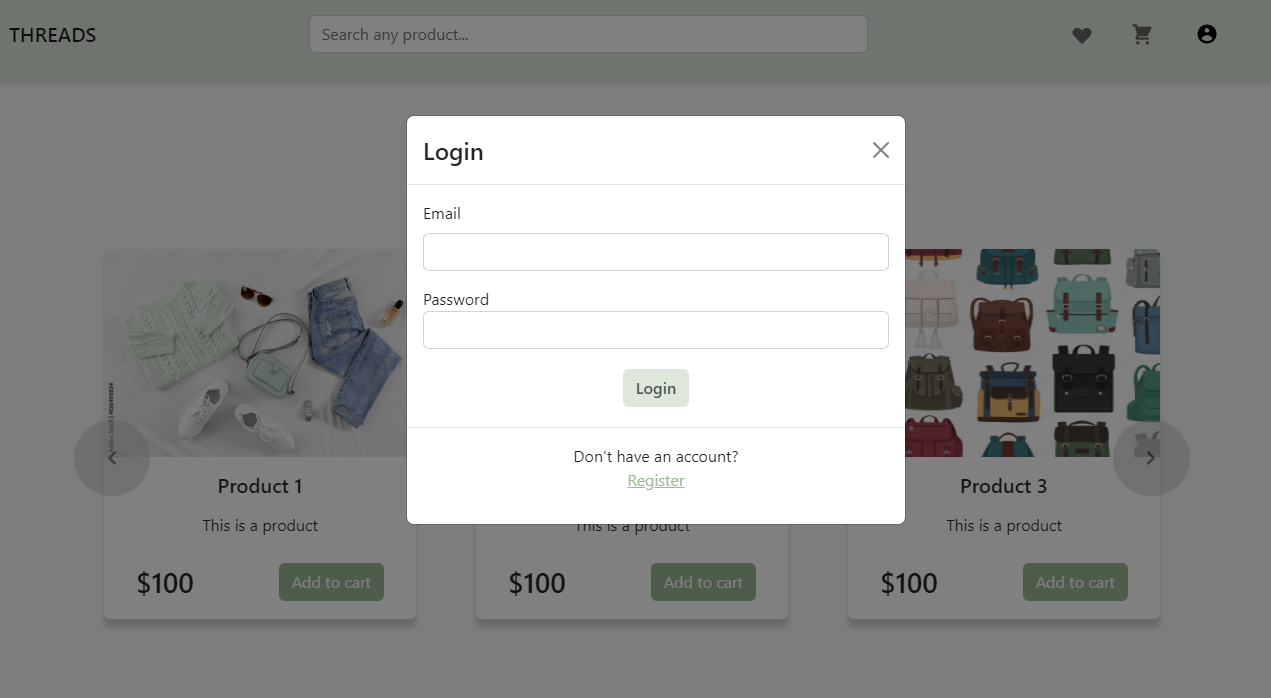 THREADS
Search any product...
Login
Email
Password
Login
Don't have an account?
Register
Product 1
Product 3
This is a product
This is a product
This is a product
$100
Add to cart
$100
Add to cart
$100
Add to cart